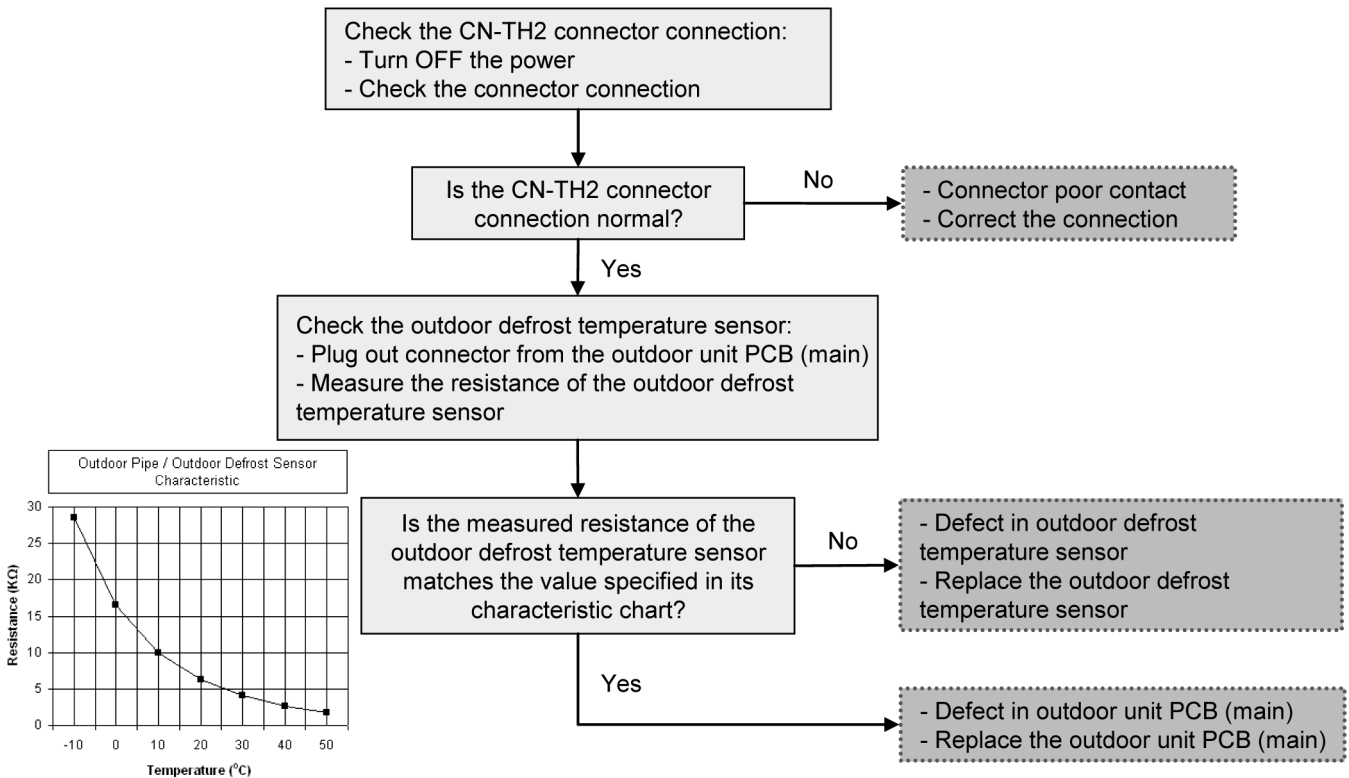 Check the CN-TH2 connector connection:
- Turn OFF the power
- Check the connector connection
Is the CN-TH2 connector
connection normal?
No
- Connector poor contact
- Correct the connection
Yes
Check the outdoor defrost temperature sensor:
- Plug out connector from the outdoor unit PCB (main)
- Measure the resistance of the outdoor defrost
temperature sensor
Is the measured resistance of the
outdoor defrost temperature sensor
matches the value specified in its
characteristic chart?
No
- Defect in outdoor defrost
temperature sensor
- Replace the outdoor defrost
temperature sensor
Yes
- Defect in outdoor unit PCB (main)
- Replace the outdoor unit PCB (main)
Outdoor Pipe / Outdoor Defrost Sensor
Characteristic
Resistance (KΩ)
30
25
20
15
10
5
0
-10 0 10 20 30 40 50
Temperature (°C)